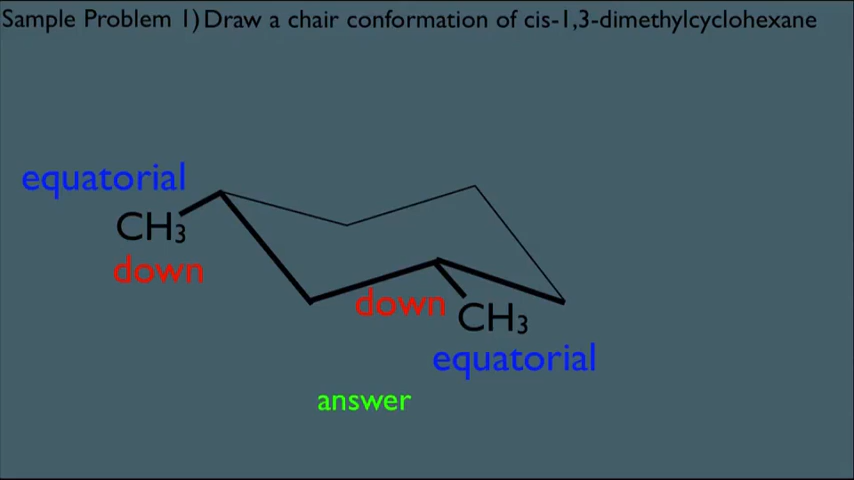 Sample Problem 1) Draw a chair conformation of cis-1,3-dimethylcyclohexane
equatorial
CH3
down
down
CH3
equatorial
answer